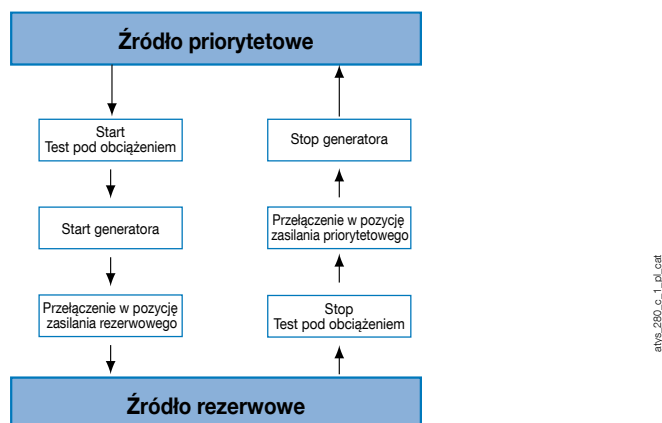 Źródło priorytetowe
Start
Test pod obciążeniem
Start generatora
Przełączenie w pozycję
zasilania rezerwowego
Stop generatora
Przełączenie w pozycję
zasilania priorytetowego
Stop
Test pod obciążeniem
Źródło rezerwowe
atvs_280_c_1_pl_cat